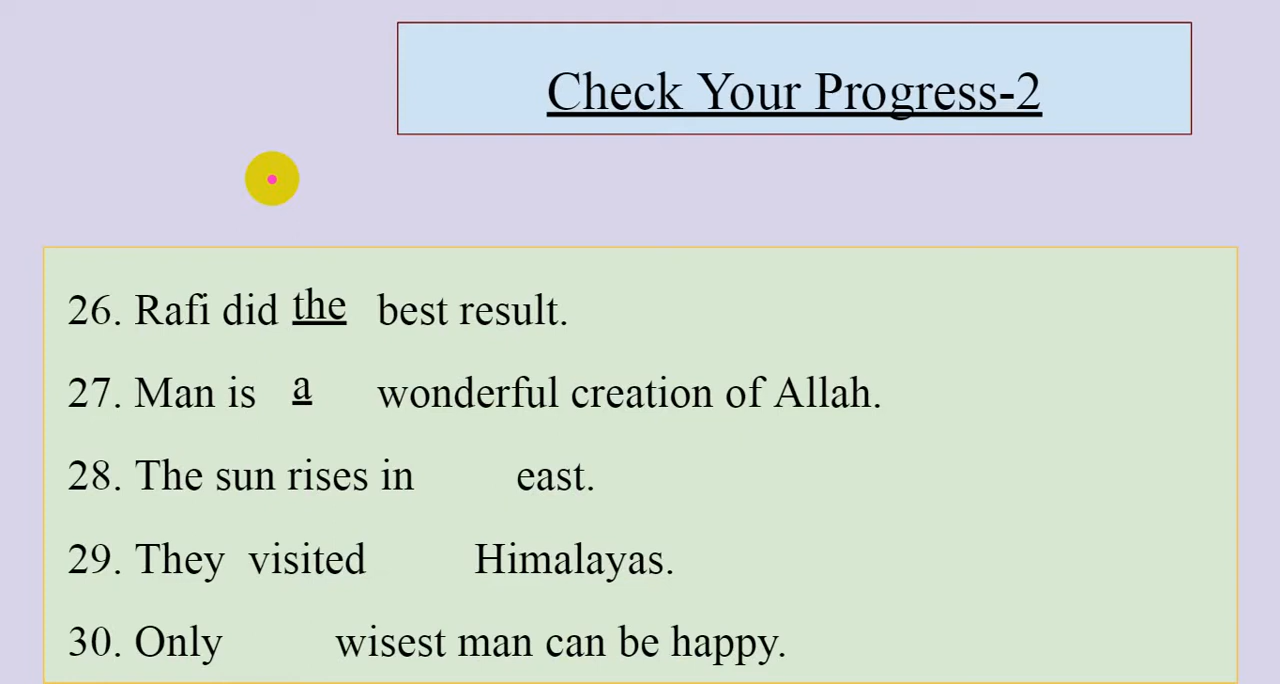 Check Your Progress-2
26. Rafi did the best result.
27. Man is a wonderful creation of Allah.
28. The sun rises in east.
29. They visited Himalayas.
30. Only wisest man can be happy.